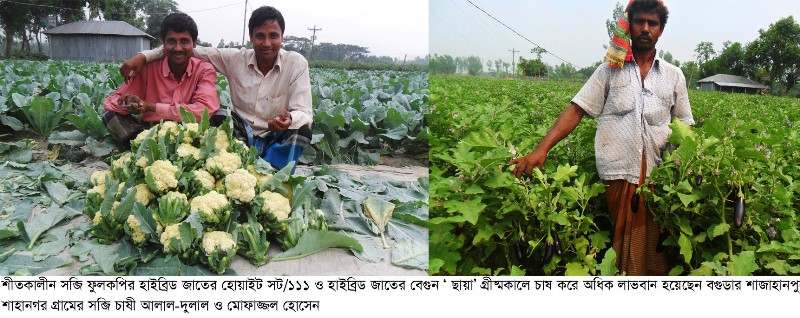 শীতকালীন সব্জি ফুলকপির হাইব্রিড জাতের হোয়াইট সট/১১১ ও হাইব্রিড জাতের বেগুন ‘ ছায়া’ গ্রীষ্মকালে চাষ করে অধিক লাভবান হয়েছেন বগুডার শাজাহানপু
শাহানগর গ্রামের সব্জি চাষী আলাল-দুলাল ও মোফাজ্জল হোসেন